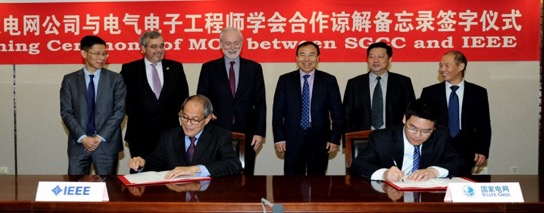 电网公司与电气电子工程师学会合作谅解备忘录签字仪式
ning Ceremony of MOU between SGCC and IEEE
IEEE
国家电网
STATE GRID